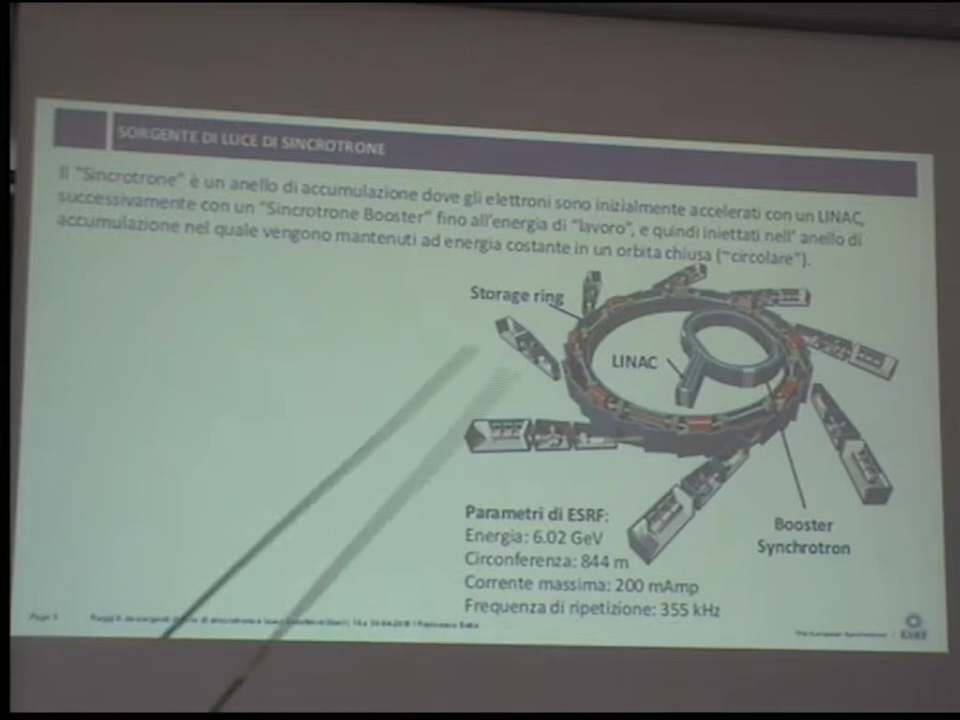 SORGENTE DI LUCE DI SINCROTRONE
Il "Sincrotrone" è un anello di accumulazione dove gli elettroni sono inizialmente accelerati con un LINAC,
successivamente con un "Sincrotrone Booster" fino all'energia di "lavoro", e quindi iniettati nell' anello di
accumulazione nel quale vengono mantenuti ad energia costante in un orbita chiusa (~circolare").
Storage ring
LINAC
Booster
Synchrotron
Parametri di ESRF:
Energia: 6.02 GeV
Circonferenza: 844 m
Corrente massima: 200 mAmp
Frequenza di ripetizione: 355 kHz
The European Synchrotron
ESRF